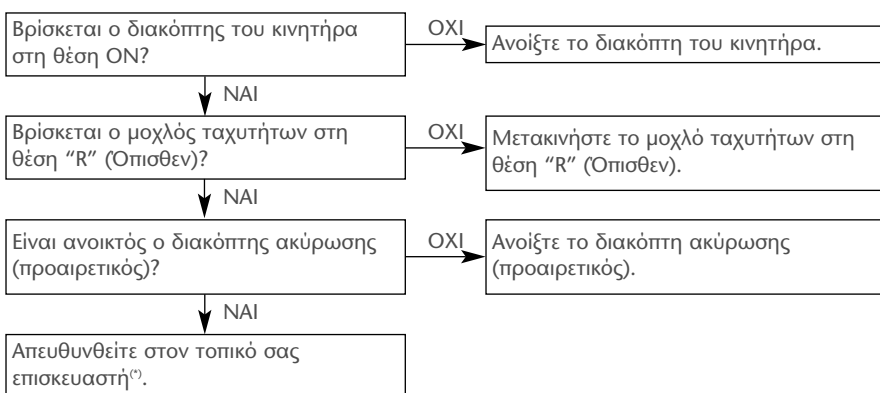 Βρίσκεται ο διακόπτης του κινητήρα
στη θέση ON?
ΟΧΙ
Ανοίξτε το διακόπτη του κινητήρα.
ΝΑΙ
Βρίσκεται ο μοχλός ταχυτήτων στη
θέση “R” (Όπισθεν)?
ΟΧΙ
Μετακινήστε το μοχλό ταχυτήτων στη
θέση “R” (Όπισθεν).
ΝΑΙ
Είναι ανοικτός ο διακόπτης ακύρωσης
(προαιρετικός)?
ΟΧΙ
Ανοίξτε το διακόπτη ακύρωσης
(προαιρετικός).
ΝΑΙ
Απευθυνθείτε στον τοπικό σας
επισκευαστή(*).